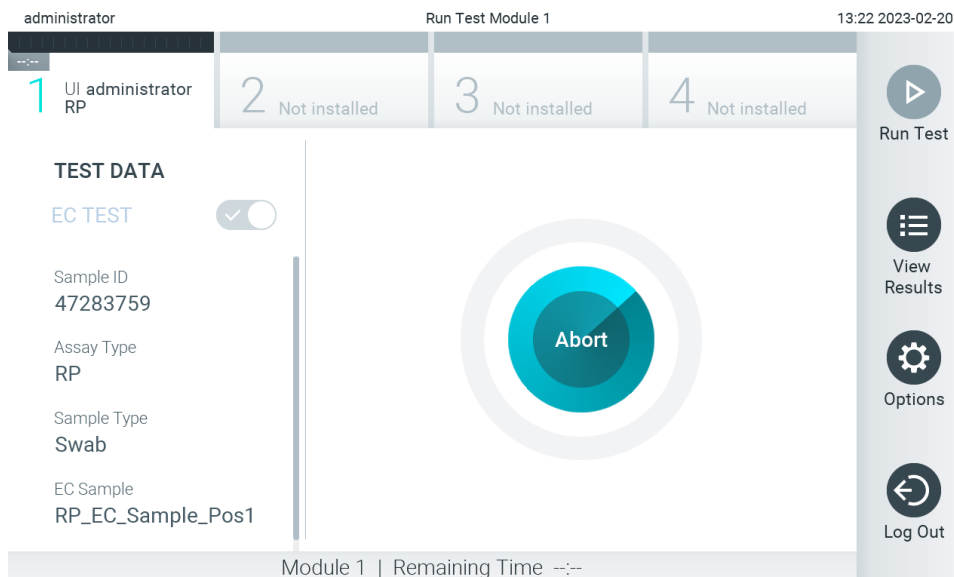 administrator
Run Test Module 1
13:22 2023-02-20
--:--
1 UI administrator
RP
2 Not installed
3 Not installed
4 Not installed
Run Test
TEST DATA
EC TEST
Sample ID
47283759
Assay Type
RP
Sample Type
Swab
EC Sample
RP_EC_Sample_Pos1
Abort
View
Results
Options
Log Out
Module 1 | Remaining Time --:--